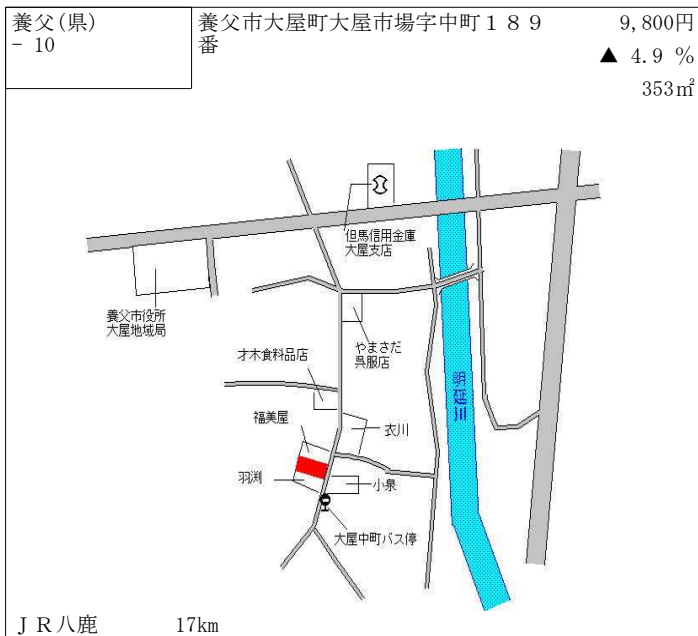 養父(県)
- 10
養父市大屋町大屋市場字中町１８９
番
9,800円
▲ 4.9 %
353㎡
但馬信用金庫
大屋支店
養父市役所
大屋地域局
やまさだ
呉服店
才木食料品店
明延川
福美屋
衣川
羽渕
小泉
大屋中町バス停
ＪＲ八鹿 17km